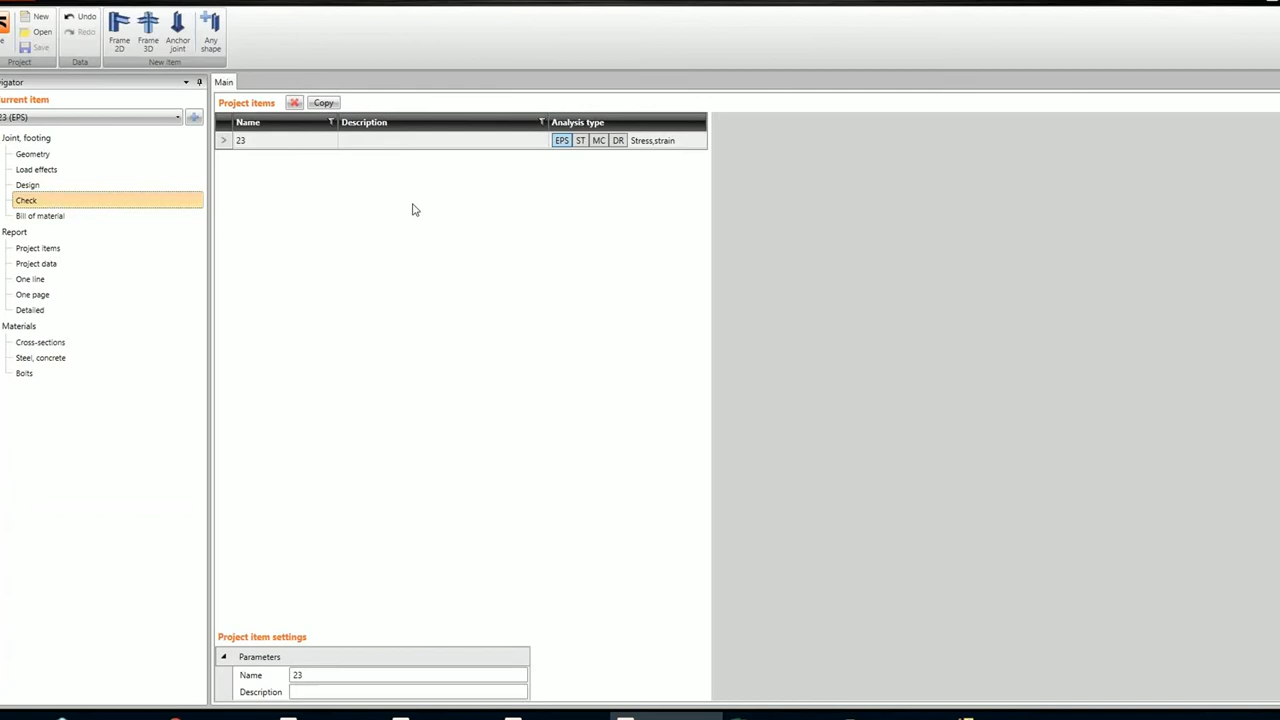 New
Open
Save
Project
Undo
Redo
Data
Frame 2D
Frame 3D
Anchor joint
Any shape
New item
Main
Project items
Copy
Name
Description
Analysis type
23
EPS ST MC DR Stress,strain
23 (EPS)
Joint, footing
Geometry
Load effects
Design
Check
Bill of material
Report
Project items
Project data
One line
One page
Detailed
Materials
Cross-sections
Steel, concrete
Bolts
Project item settings
Parameters
Name 23
Description